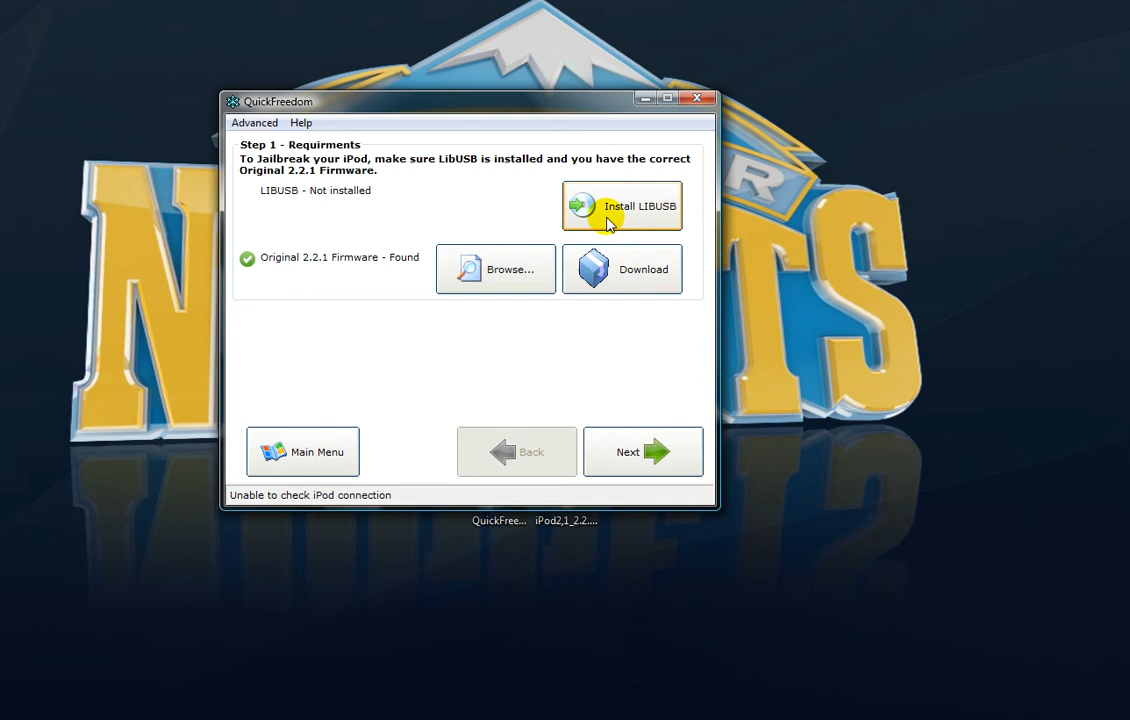 QuickFreedom
Advanced Help
Step 1 - Requirments
To Jailbreak your iPod, make sure LibUSB is installed and you have the correct
Original 2.2.1 Firmware.
LIBUSB - Not installed
Install LIBUSB
Original 2.2.1 Firmware - Found
Browse...
Download
Main Menu
Back
Next
Unable to check iPod connection
QuickFree... iPod2,1_2.2....
N
R
TS